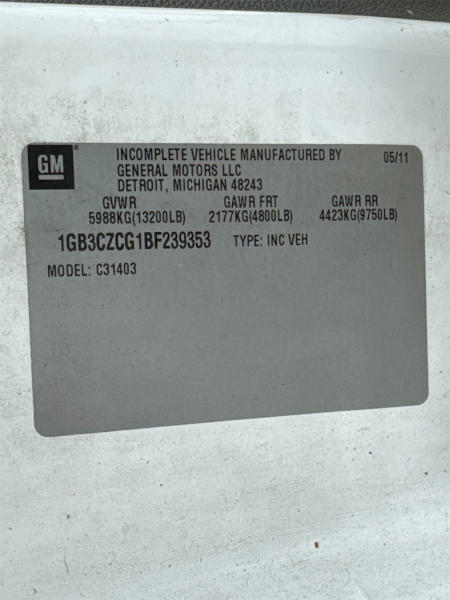 GM
INCOMPLETE VEHICLE MANUFACTURED BY 05/11
GENERAL MOTORS LLC
DETROIT, MICHIGAN 48243
GVWR GAWR FRT GAWR RR
5988KG(13200LB) 2177KG(4800LB) 4423KG(9750LB)
1GB3CZCG1BF239353 TYPE: INC VEH
MODEL: C31403